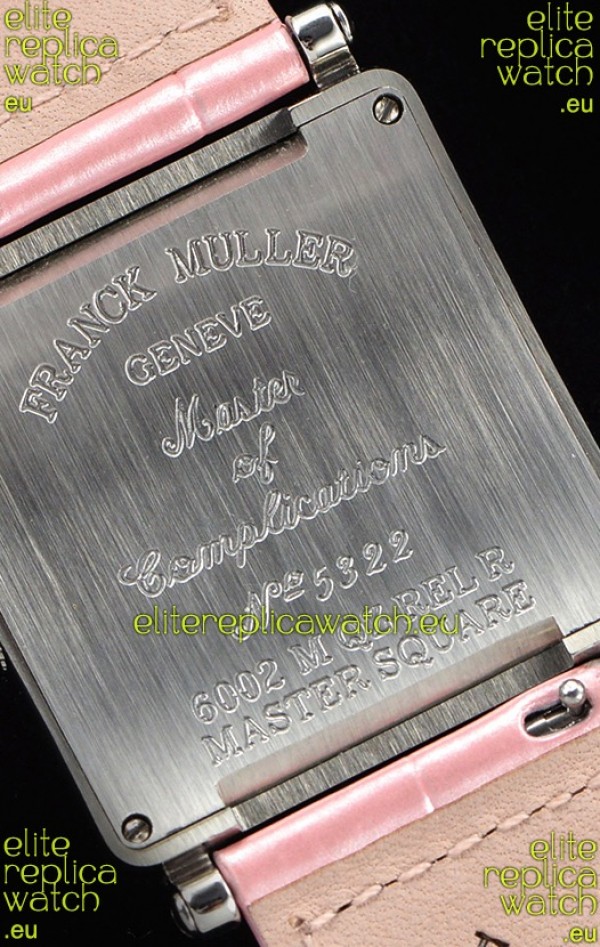 elite
replica
watch
.eu
elite
replica
watch
.eu
FRANCK MULLER
GENEVE
Master
of
Complications
No 5322
elitereplicawatch.eu
6002 M QZ REL R
MASTER SQUARE
elite
replica
watch
.eu
elite
replica
watch
.eu